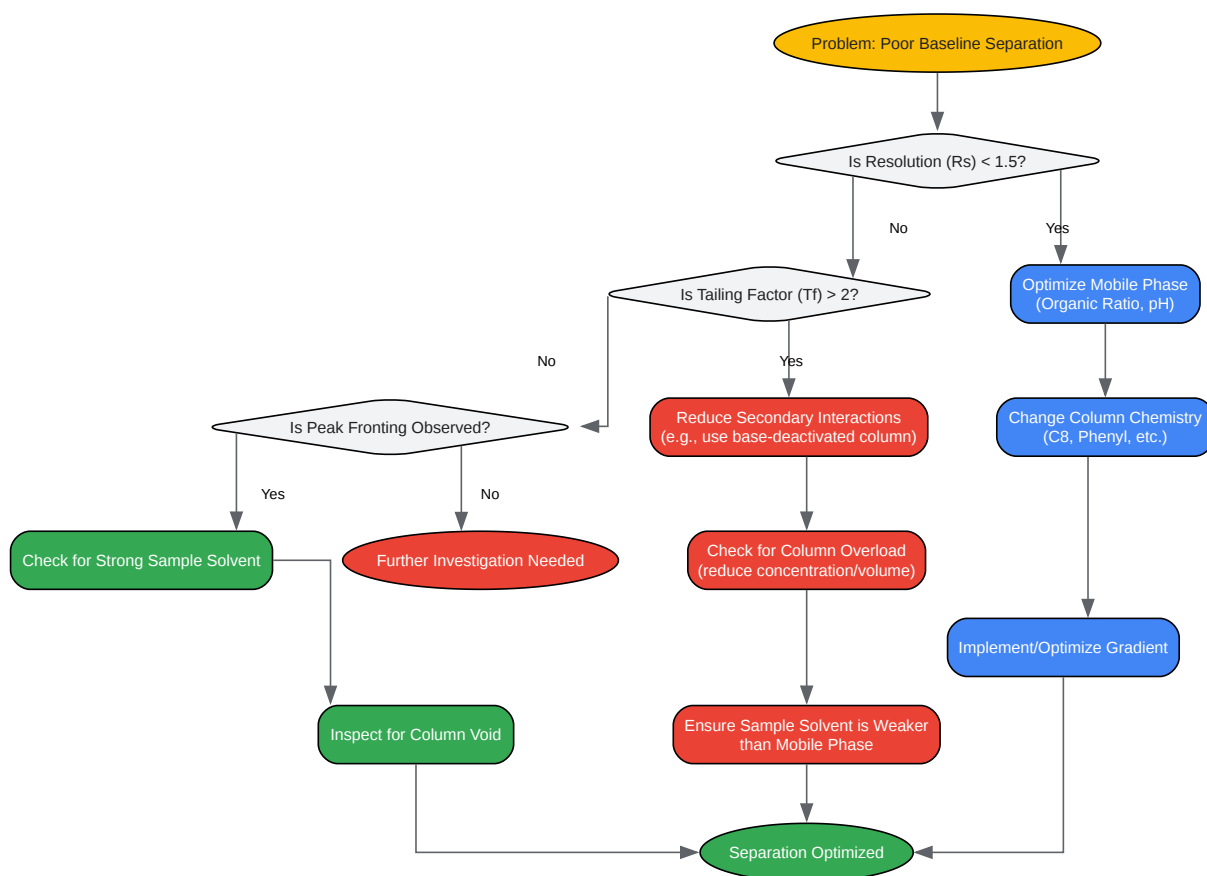 Problem: Poor Baseline Separation
Is Resolution (Rs) < 1.5?
No
Yes
Is Tailing Factor (Tf) > 2?
Optimize Mobile Phase
(Organic Ratio, pH)
No
Yes
Is Peak Fronting Observed?
Reduce Secondary Interactions
(e.g., use base-deactivated column)
Change Column Chemistry
(C8, Phenyl, etc.)
Yes
No
Check for Strong Sample Solvent
Further Investigation Needed
Check for Column Overload
(reduce concentration/volume)
Implement/Optimize Gradient
Inspect for Column Void
Ensure Sample Solvent is Weaker
than Mobile Phase
Separation Optimized